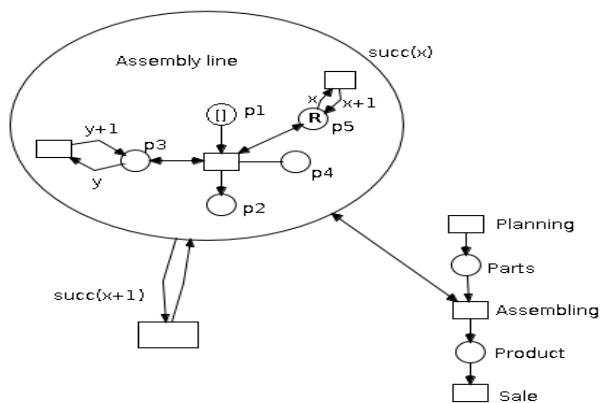 succ(x)
Assembly line
p1
[]
x
x+1
R
p5
y+1
p3
y
p4
p2
Planning
Parts
succ(x+1)
Assembling
Product
Sale